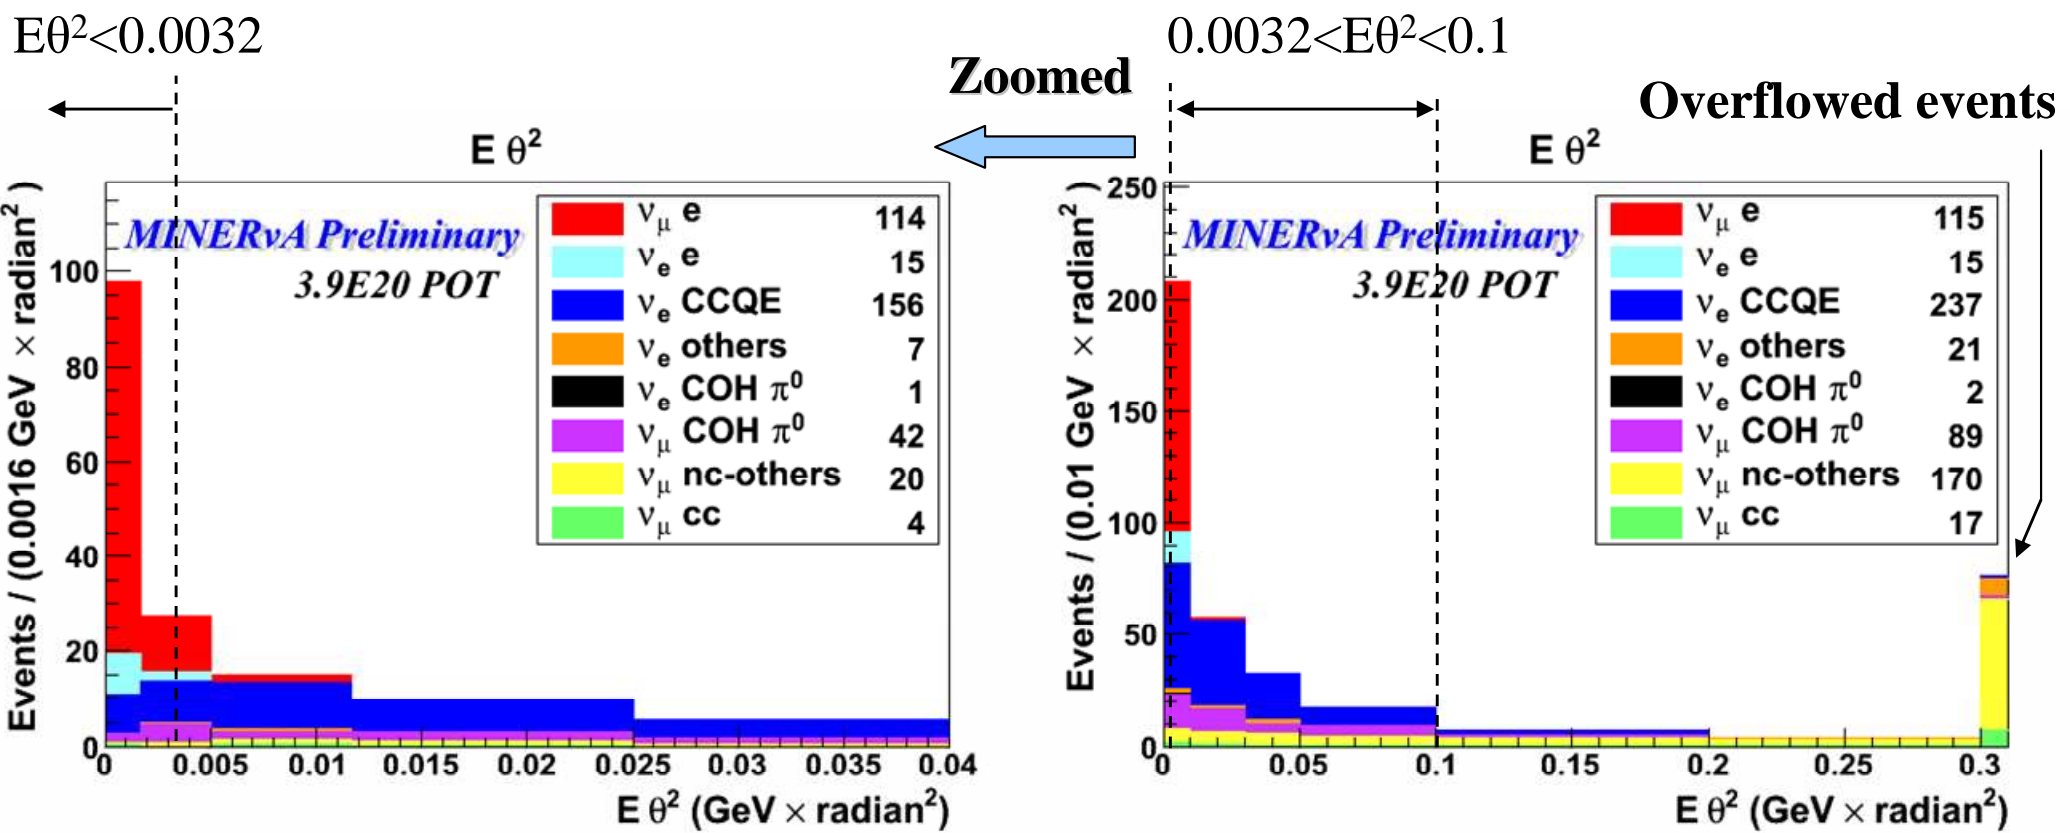 Eθ²<0.0032
Zoomed
0.0032<Eθ²<0.1
Overflowed events
E θ²
Events / (0.0016 GeV × radian²)
100
80
60
40
20
0
MINERνA Preliminary
3.9E20 POT
ν_μ e 114
ν_e e 15
ν_e CCQE 156
ν_e others 7
ν_e COH π⁰ 1
ν_μ COH π⁰ 42
ν_μ nc-others 20
ν_μ cc 4
0 0.005 0.01 0.015 0.02 0.025 0.03 0.035 0.04
E θ² (GeV × radian²)
E θ²
Events / (0.01 GeV × radian²)
250
200
150
100
50
0
MINERνA Preliminary
3.9E20 POT
ν_μ e 115
ν_e e 15
ν_e CCQE 237
ν_e others 21
ν_e COH π⁰ 2
ν_μ COH π⁰ 89
ν_μ nc-others 170
ν_μ cc 17
0 0.05 0.1 0.15 0.2 0.25 0.3
E θ² (GeV × radian²)